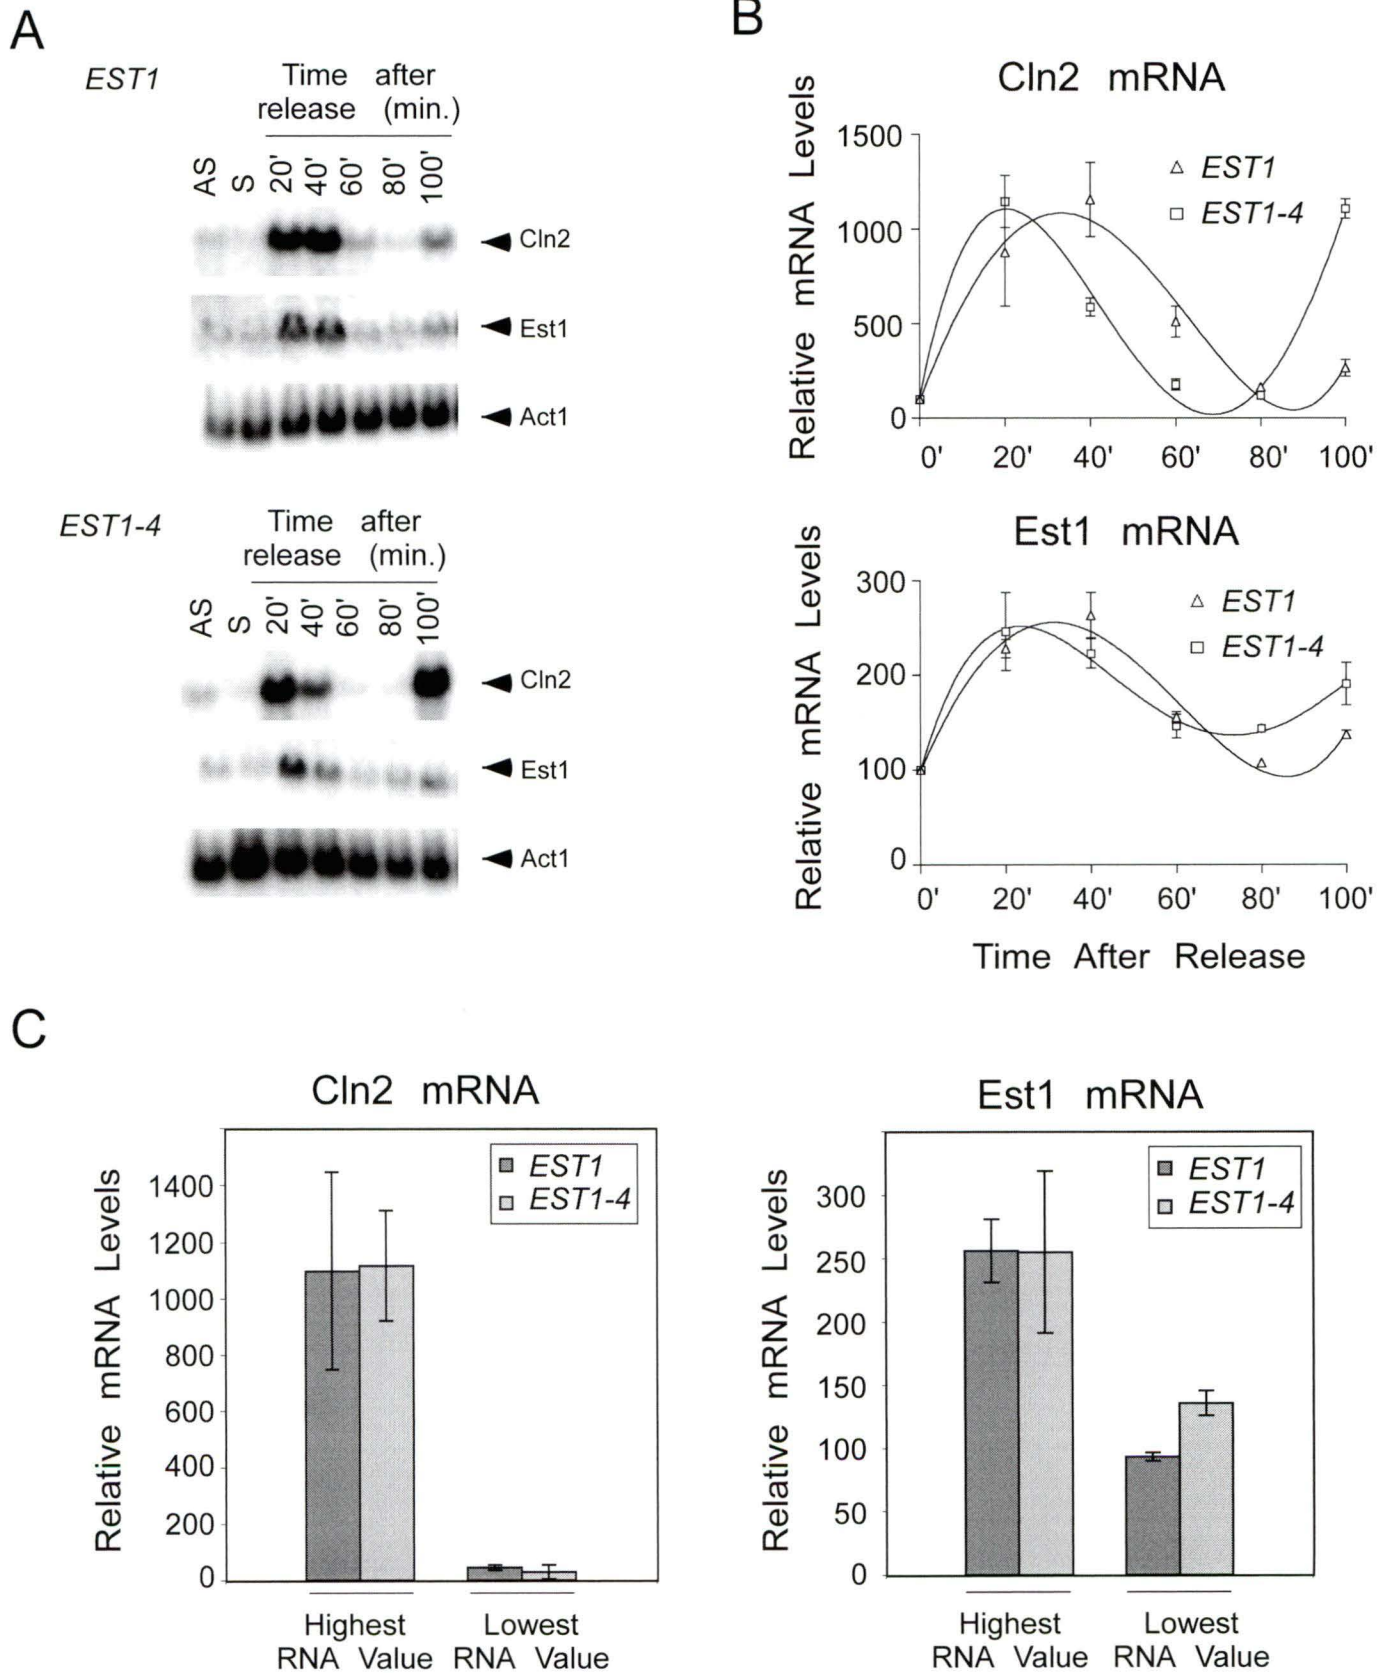 A
EST1
Time after
release (min.)
AS S 20' 40' 60' 80' 100'
Cln2
Est1
Act1
EST1-4
Time after
release (min.)
AS S 20' 40' 60' 80' 100'
Cln2
Est1
Act1
B
Cln2 mRNA
Relative mRNA Levels
1500
1000
500
0
EST1
EST1-4
0' 20' 40' 60' 80' 100'
Est1 mRNA
Relative mRNA Levels
300
200
100
0
EST1
EST1-4
0' 20' 40' 60' 80' 100'
Time After Release
C
Cln2 mRNA
Relative mRNA Levels
1400
1200
1000
800
600
400
200
0
EST1
EST1-4
Highest Lowest
RNA Value RNA Value
Est1 mRNA
Relative mRNA Levels
300
250
200
150
100
50
0
EST1
EST1-4
Highest Lowest
RNA Value RNA Value